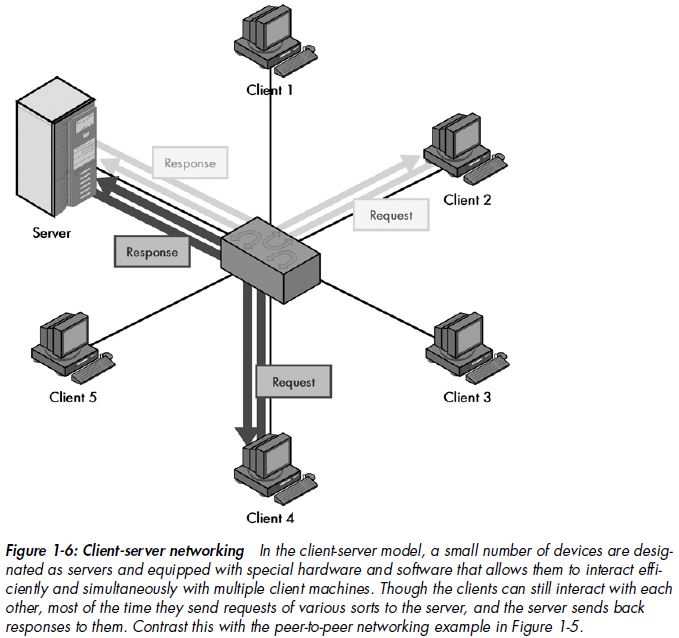 Client 1
Response
Client 2
Request
Server
Response
Client 5
Request
Client 3
Client 4
Figure 1-6: Client-server networking In the client-server model, a small number of devices are desig-
nated as servers and equipped with special hardware and software that allows them to interact effi-
ciently and simultaneously with multiple client machines. Though the clients can still interact with each
other, most of the time they send requests of various sorts to the server, and the server sends back
responses to them. Contrast this with the peer-to-peer networking example in Figure 1-5.